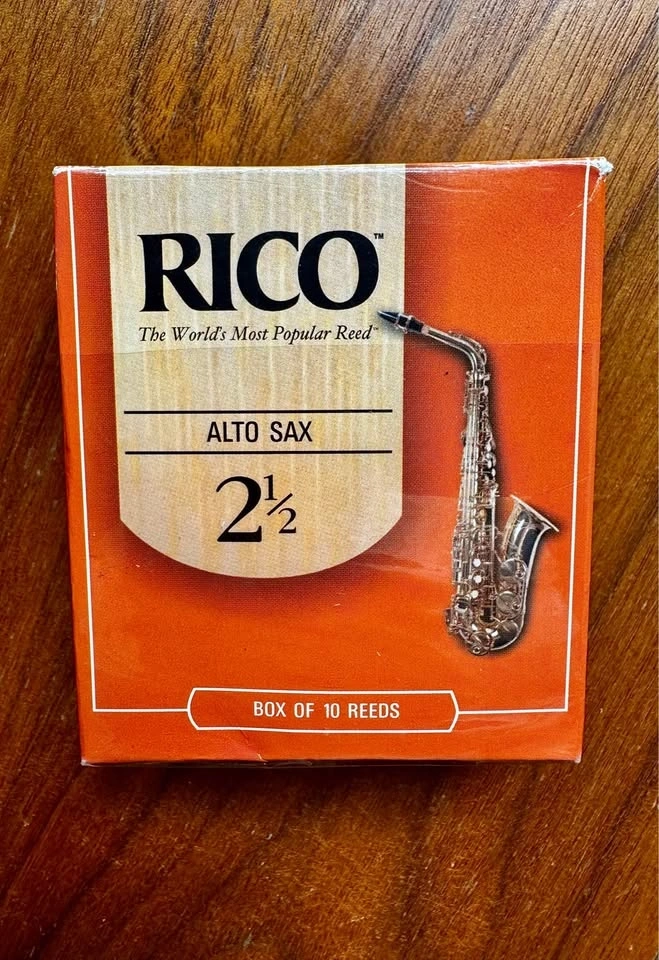 RICO™
The World's Most Popular Reed™
ALTO SAX
2½
BOX OF 10 REEDS